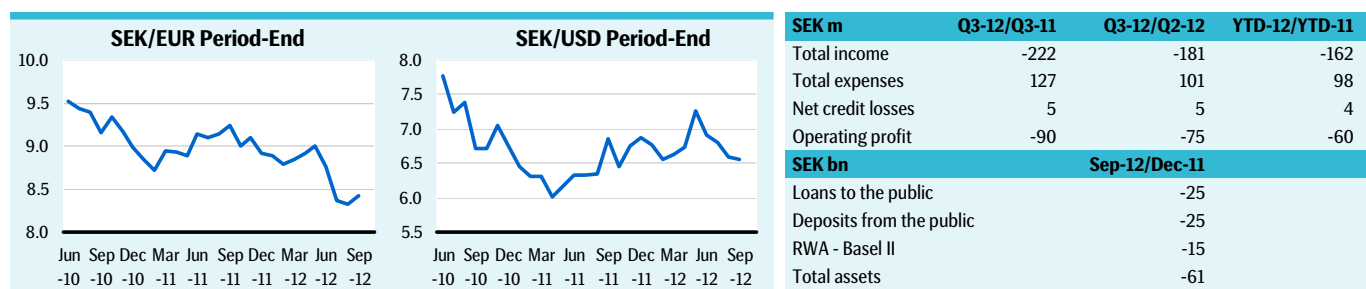 SEK/EUR Period-End
10.0
9.5
9.0
8.5
8.0
Jun Sep Dec Mar Jun Sep Dec Mar Jun Sep
-10 -10 -10 -11 -11 -11 -11 -12 -12 -12
SEK/USD Period-End
8.0
7.5
7.0
6.5
6.0
5.5
Jun Sep Dec Mar Jun Sep Dec Mar Jun Sep
-10 -10 -10 -11 -11 -11 -11 -12 -12 -12
SEK m Q3-12/Q3-11 Q3-12/Q2-12 YTD-12/YTD-11
Total income -222 -181 -162
Total expenses 127 101 98
Net credit losses 5 5 4
Operating profit -90 -75 -60
SEK bn Sep-12/Dec-11
Loans to the public -25
Deposits from the public -25
RWA - Basel II -15
Total assets -61